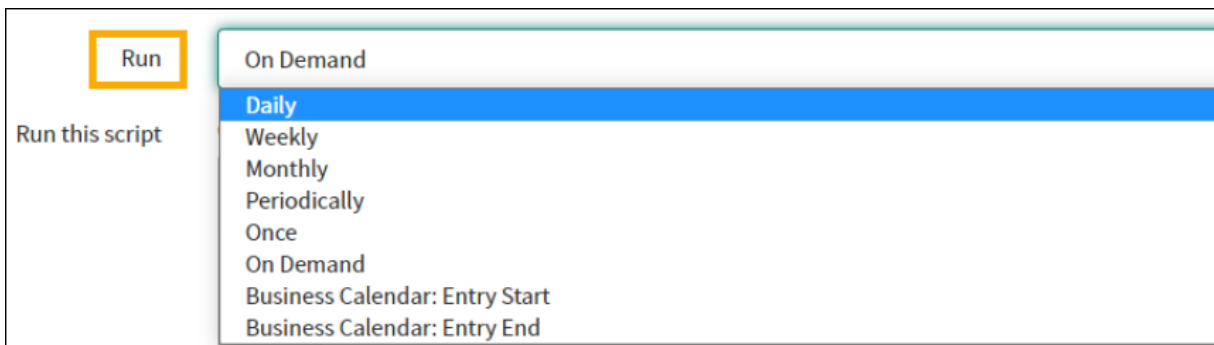 Run
On Demand
Daily
Run this script
Weekly
Monthly
Periodically
Once
On Demand
Business Calendar: Entry Start
Business Calendar: Entry End